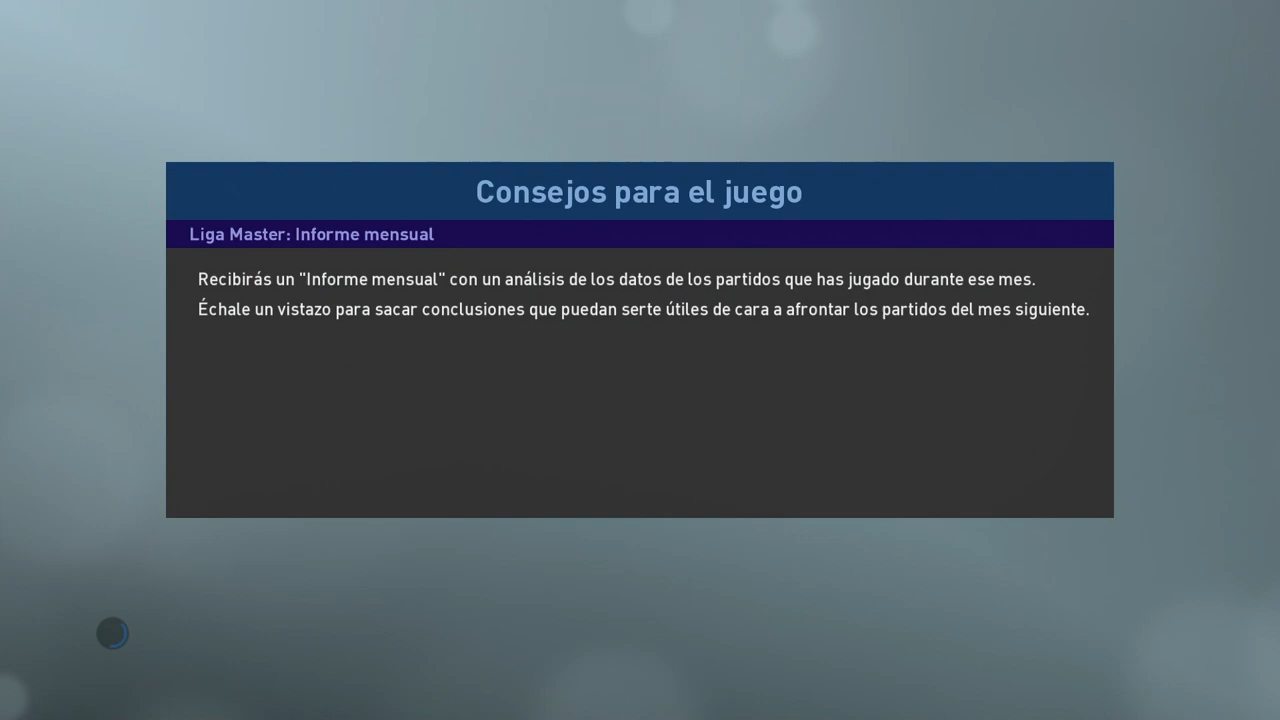 Consejos para el juego
Liga Master: Informe mensual
Recibirás un "Informe mensual" con un análisis de los datos de los partidos que has jugado durante ese mes.
Échale un vistazo para sacar conclusiones que puedan serte útiles de cara a afrontar los partidos del mes siguiente.